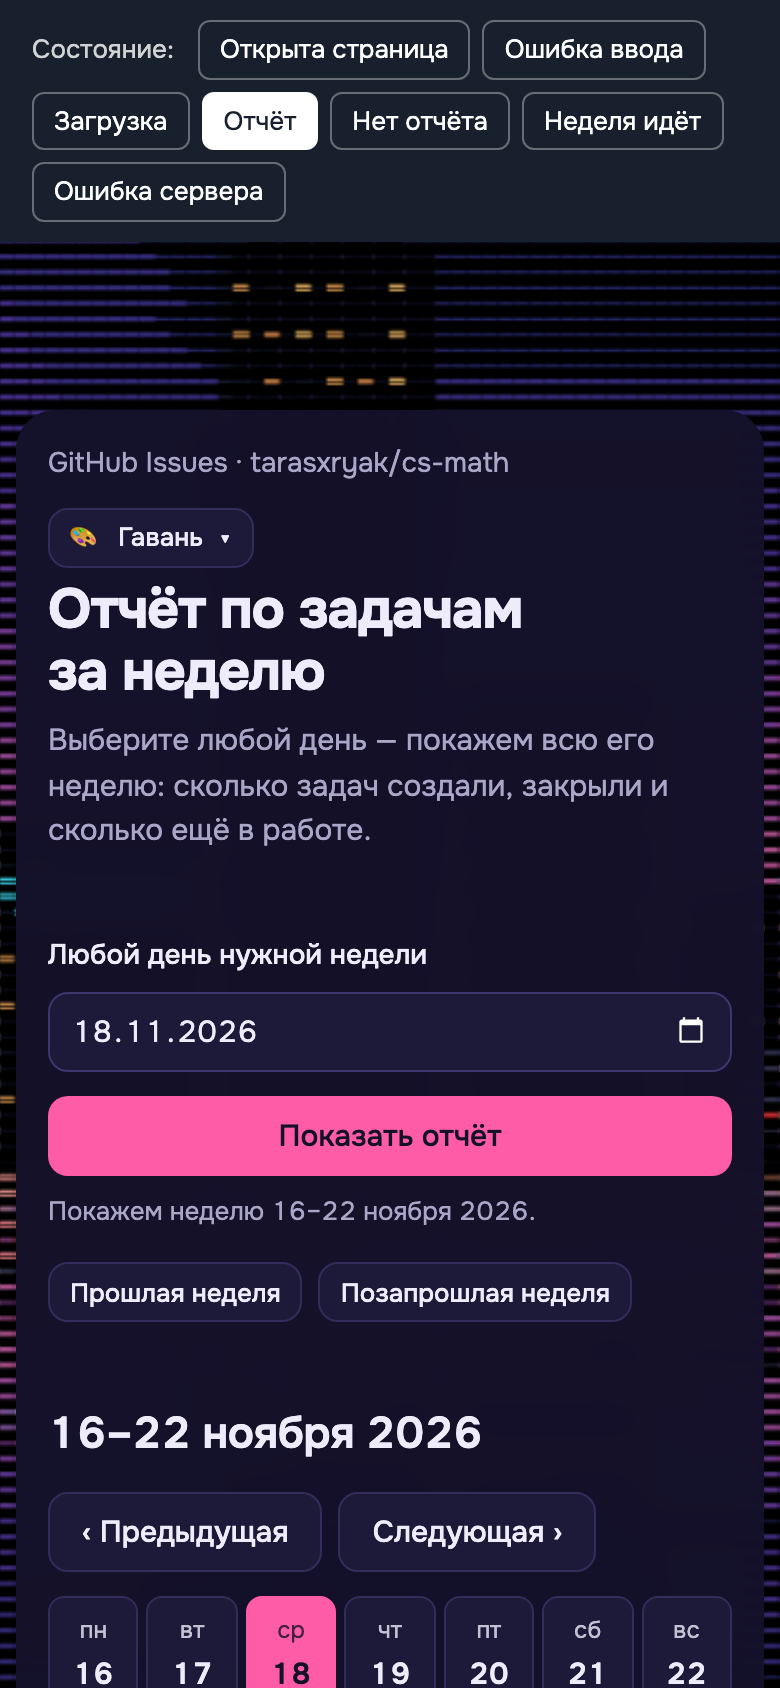 Состояние: Открыта страница Ошибка ввода
Загрузка Отчёт Нет отчёта Неделя идёт
Ошибка сервера
GitHub Issues · tarasxryak/cs-math
Гавань
Отчёт по задачам
за неделю
Выберите любой день — покажем всю его
неделю: сколько задач создали, закрыли и
сколько ещё в работе.
Любой день нужной недели
18.11.2026
Показать отчёт
Покажем неделю 16–22 ноября 2026.
Прошлая неделя Позапрошлая неделя
16–22 ноября 2026
‹ Предыдущая Следующая ›
пн вт ср чт пт сб вс
16 17 18 19 20 21 22